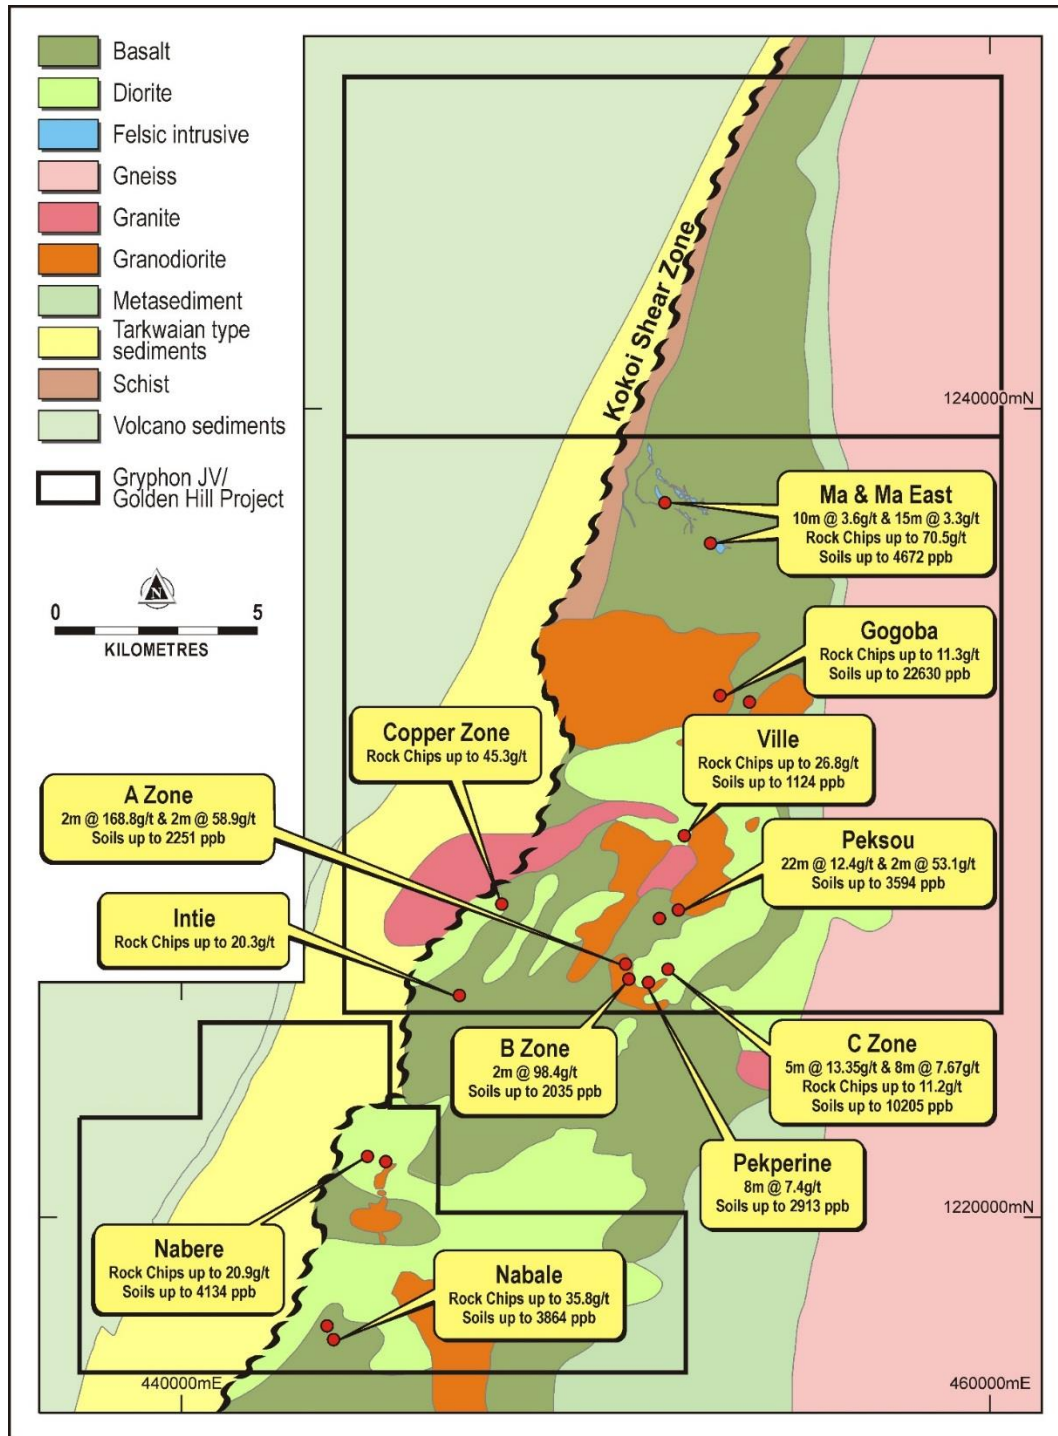 Basalt
Diorite
Felsic intrusive
Gneiss
Granite
Granodiorite
Metasediment
Tarkwaian type
sediments
Schist
Volcano sediments
Gryphon JV/
Golden Hill Project
N
0 5
KILOMETRES
Kokoi Shear Zone
1240000mN
Ma & Ma East
10m @ 3.6g/t & 15m @ 3.3g/t
Rock Chips up to 70.5g/t
Soils up to 4672 ppb
Gogoba
Rock Chips up to 11.3g/t
Soils up to 22630 ppb
Copper Zone
Rock Chips up to 45.3g/t
Ville
Rock Chips up to 26.8g/t
Soils up to 1124 ppb
A Zone
2m @ 168.8g/t & 2m @ 58.9g/t
Soils up to 2251 ppb
Peksou
22m @ 12.4g/t & 2m @ 53.1g/t
Soils up to 3594 ppb
Intie
Rock Chips up to 20.3g/t
B Zone
2m @ 98.4g/t
Soils up to 2035 ppb
C Zone
5m @ 13.35g/t & 8m @ 7.67g/t
Rock Chips up to 11.2g/t
Soils up to 10205 ppb
Pekperine
8m @ 7.4g/t
Soils up to 2913 ppb
1220000mN
Nabere
Rock Chips up to 20.9g/t
Soils up to 4134 ppb
Nabale
Rock Chips up to 35.8g/t
Soils up to 3864 ppb
440000mE
460000mE